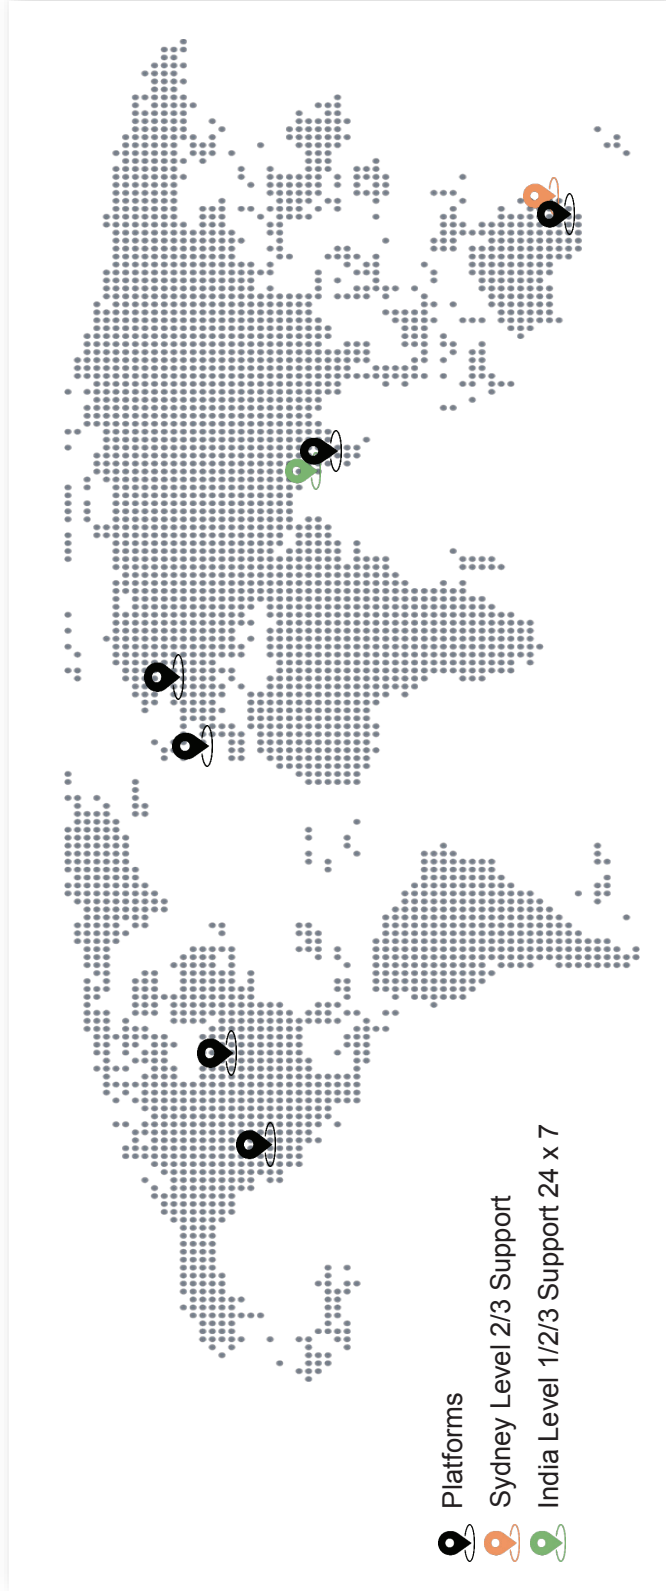 Platforms
Sydney Level 2/3 Support
India Level 1/2/3 Support 24 x 7